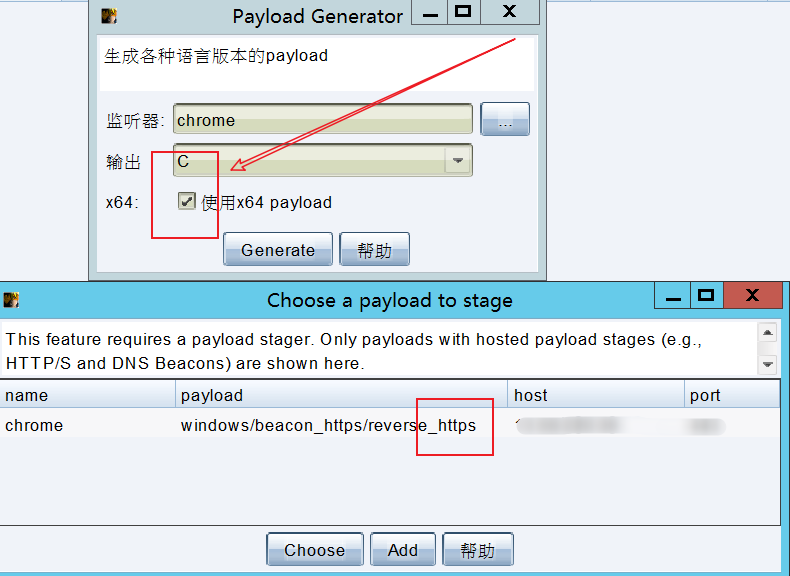 Payload Generator
生成各种语言版本的payload
监听器: chrome ...
输出 C
x64: 使用x64 payload
Generate 帮助
Choose a payload to stage
This feature requires a payload stager. Only payloads with hosted payload stages (e.g.,
HTTP/S and DNS Beacons) are shown here.
name payload host port
chrome windows/beacon_https/reverse_https
Choose Add 帮助